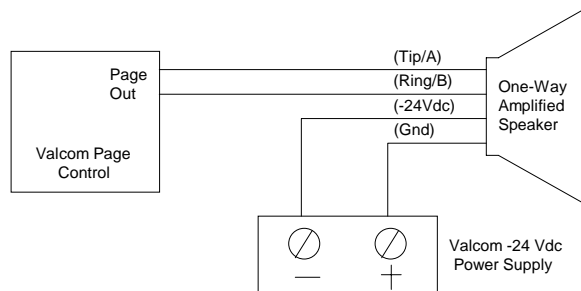 Page
Out
Valcom Page
Control
(Tip/A)
(Ring/B)
(-24Vdc)
(Gnd)
One-Way
Amplified
Speaker
Valcom -24 Vdc
Power Supply